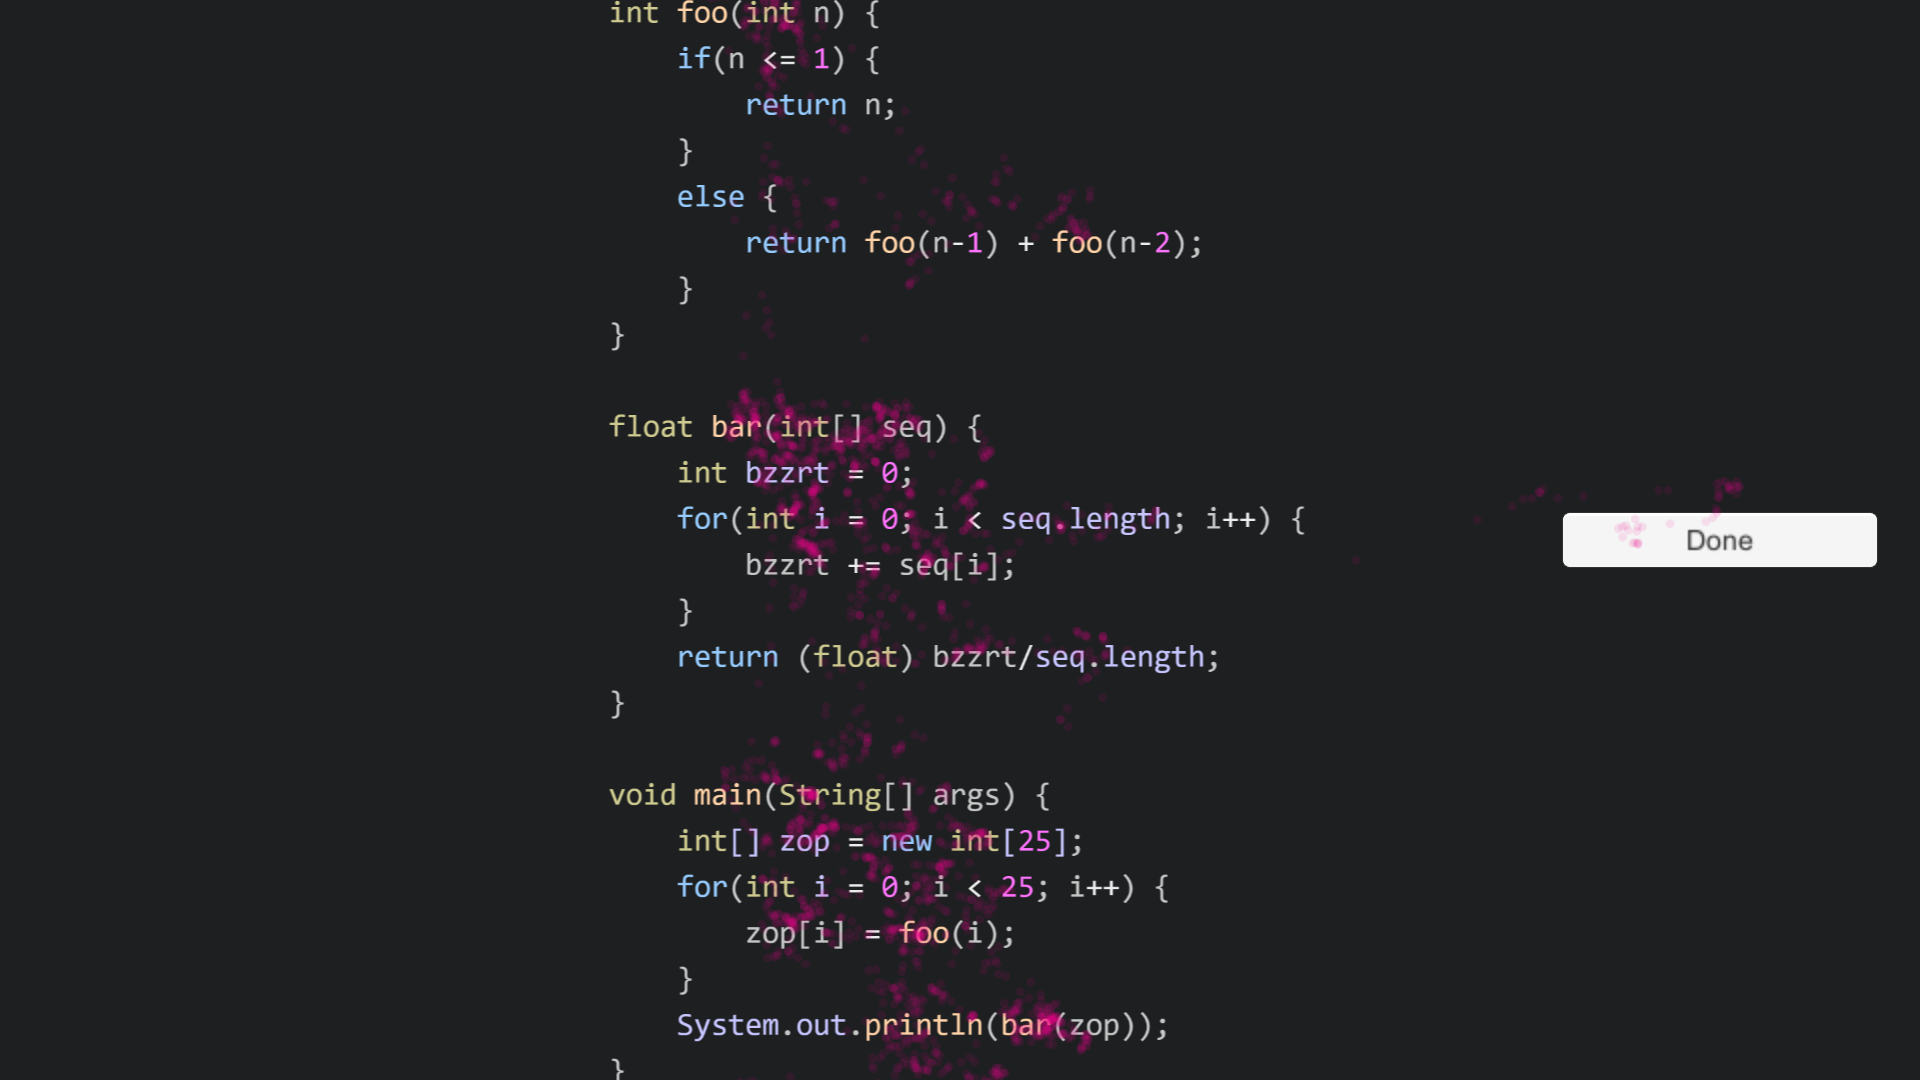 int foo(int n) {
if(n <= 1) {
return n;
}
else {
return foo(n-1) + foo(n-2);
}
}
float bar(int[] seq) {
int bzzrt = 0;
for(int i = 0; i < seq.length; i++) {
bzzrt += seq[i];
}
return (float) bzzrt/seq.length;
}
void main(String[] args) {
int[] zop = new int[25];
for(int i = 0; i < 25; i++) {
zop[i] = foo(i);
}
System.out.println(bar(zop));
}
Done